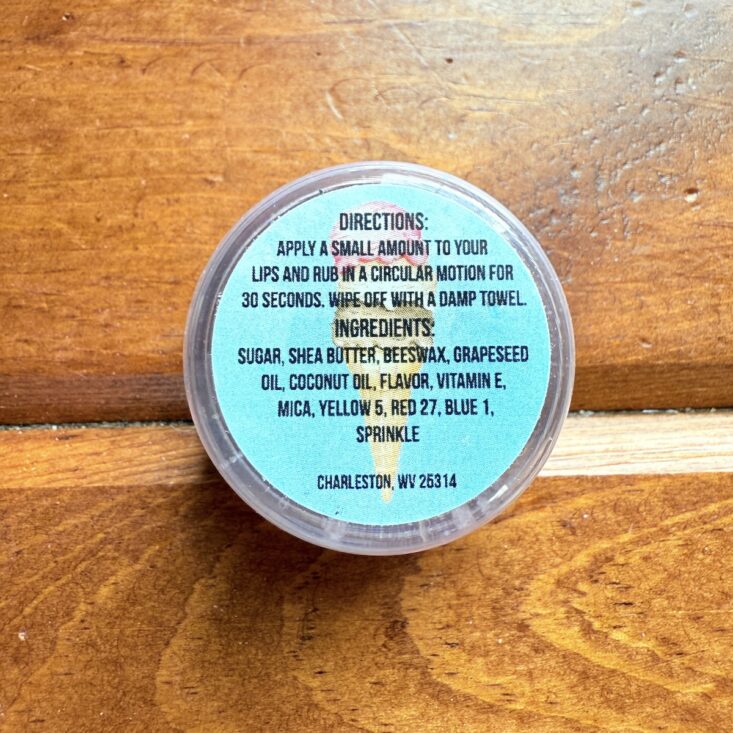 DIRECTIONS:
APPLY A SMALL AMOUNT TO YOUR
LIPS AND RUB IN A CIRCULAR MOTION FOR
30 SECONDS. WIPE OFF WITH A DAMP TOWEL.
INGREDIENTS:
SUGAR, SHEA BUTTER, BEESWAX, GRAPESEED
OIL, COCONUT OIL, FLAVOR, VITAMIN E,
MICA, YELLOW 5, RED 27, BLUE 1,
SPRINKLE
CHARLESTON, WV 25314